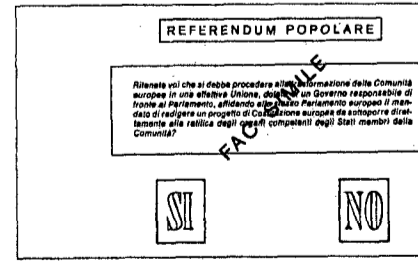 REFERENDUM POPOLARE
Ritenete voi che si debba procedere alla trasformazione delle Comunità
europee in una effettiva Unione, dotata di un Governo responsabile di
fronte al Parlamento, affidando allo stesso Parlamento europeo il man-
dato di redigere un progetto di Costituzione europea da sottoporre diret-
tamente alla ratifica degli organi competenti degli Stati membri della
Comunità?
FAC-SIMILE
SI
NO